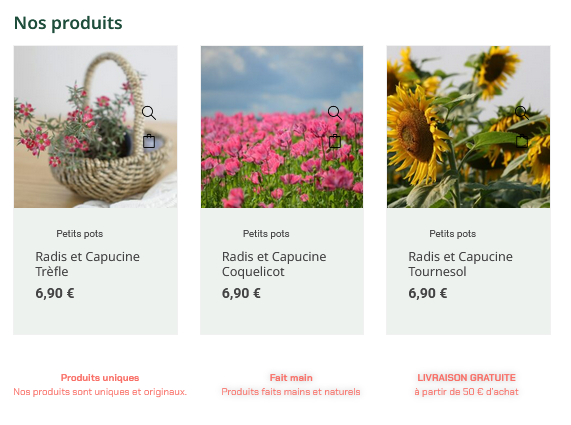 Nos produits
Petits pots
Radis et Capucine
Trèfle
6,90 €
Petits pots
Radis et Capucine
Coquelicot
6,90 €
Petits pots
Radis et Capucine
Tournesol
6,90 €
Produits uniques
Nos produits sont uniques et originaux.
Fait main
Produits faits mains et naturels
LIVRAISON GRATUITE
à partir de 50 € d'achat